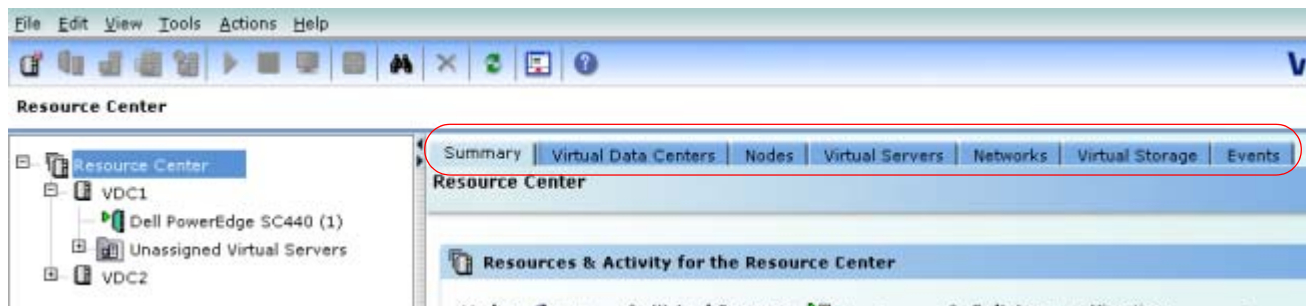 File Edit View Tools Actions Help
V
Resource Center
Summary Virtual Data Centers Nodes Virtual Servers Networks Virtual Storage Events
Resource Center
Resource Center
VDC1
Dell PowerEdge SC440 (1)
Unassigned Virtual Servers
VDC2
Resources & Activity for the Resource Center